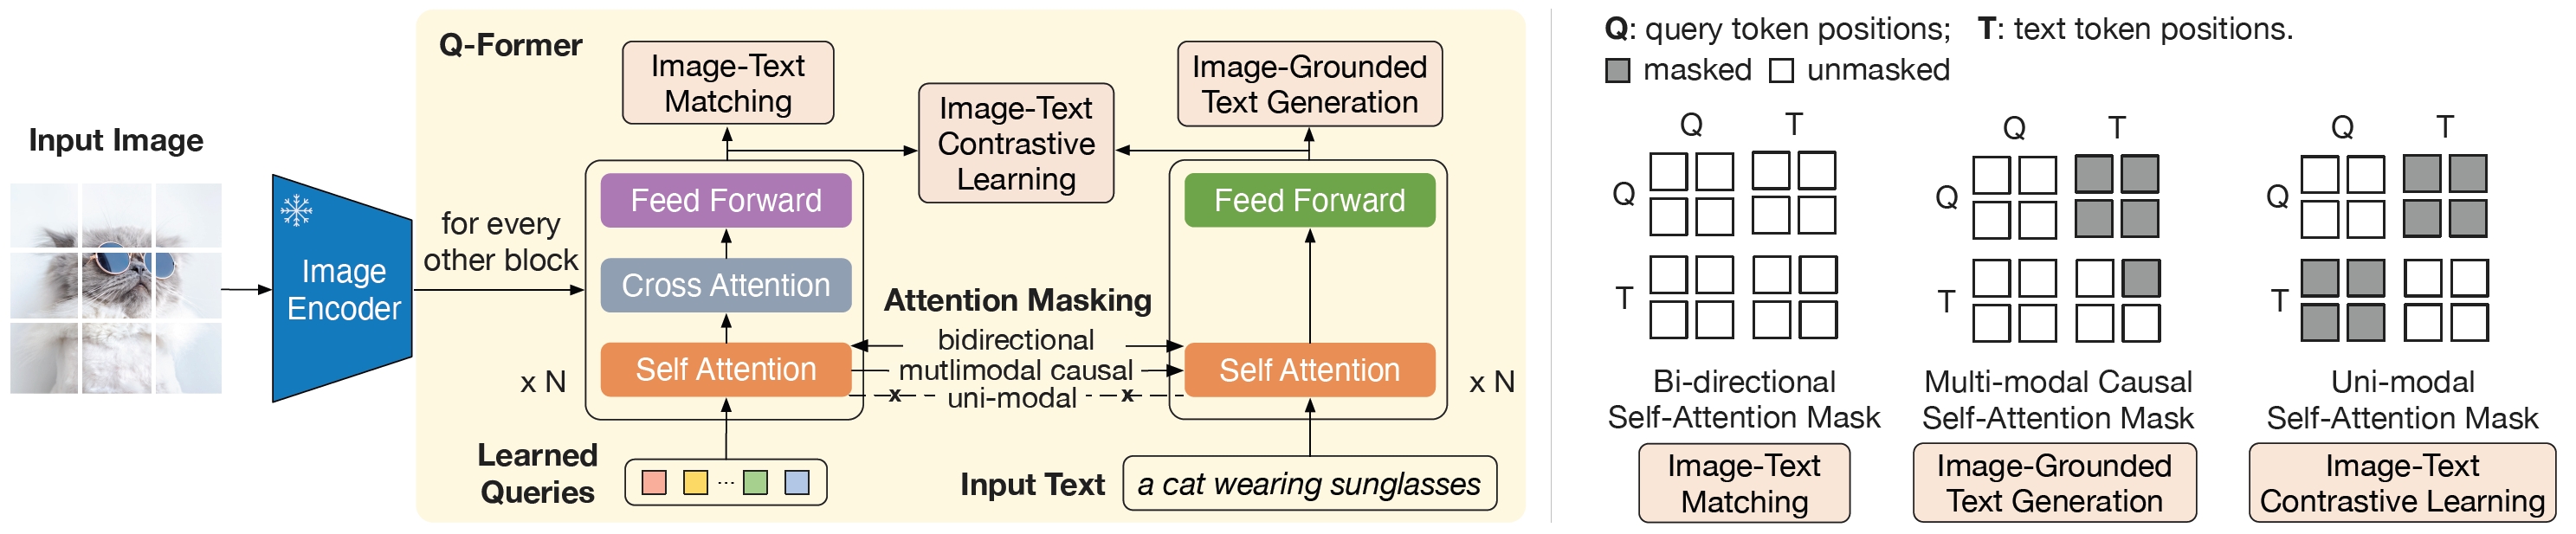 Q-Former
Input Image
Image
Encoder
for every
other block
Image-Text
Matching
Image-Text
Contrastive
Learning
Image-Grounded
Text Generation
Feed Forward
Cross Attention
Self Attention
x N
Attention Masking
bidirectional
mutlimodal causal
x uni-modal x
Feed Forward
Self Attention
x N
Learned
Queries
...
Input Text
a cat wearing sunglasses
Q: query token positions; T: text token positions.
masked unmasked
Q T
Q
T
Bi-directional
Self-Attention Mask
Image-Text
Matching
Q T
Q
T
Multi-modal Causal
Self-Attention Mask
Image-Grounded
Text Generation
Q T
Q
T
Uni-modal
Self-Attention Mask
Image-Text
Contrastive Learning